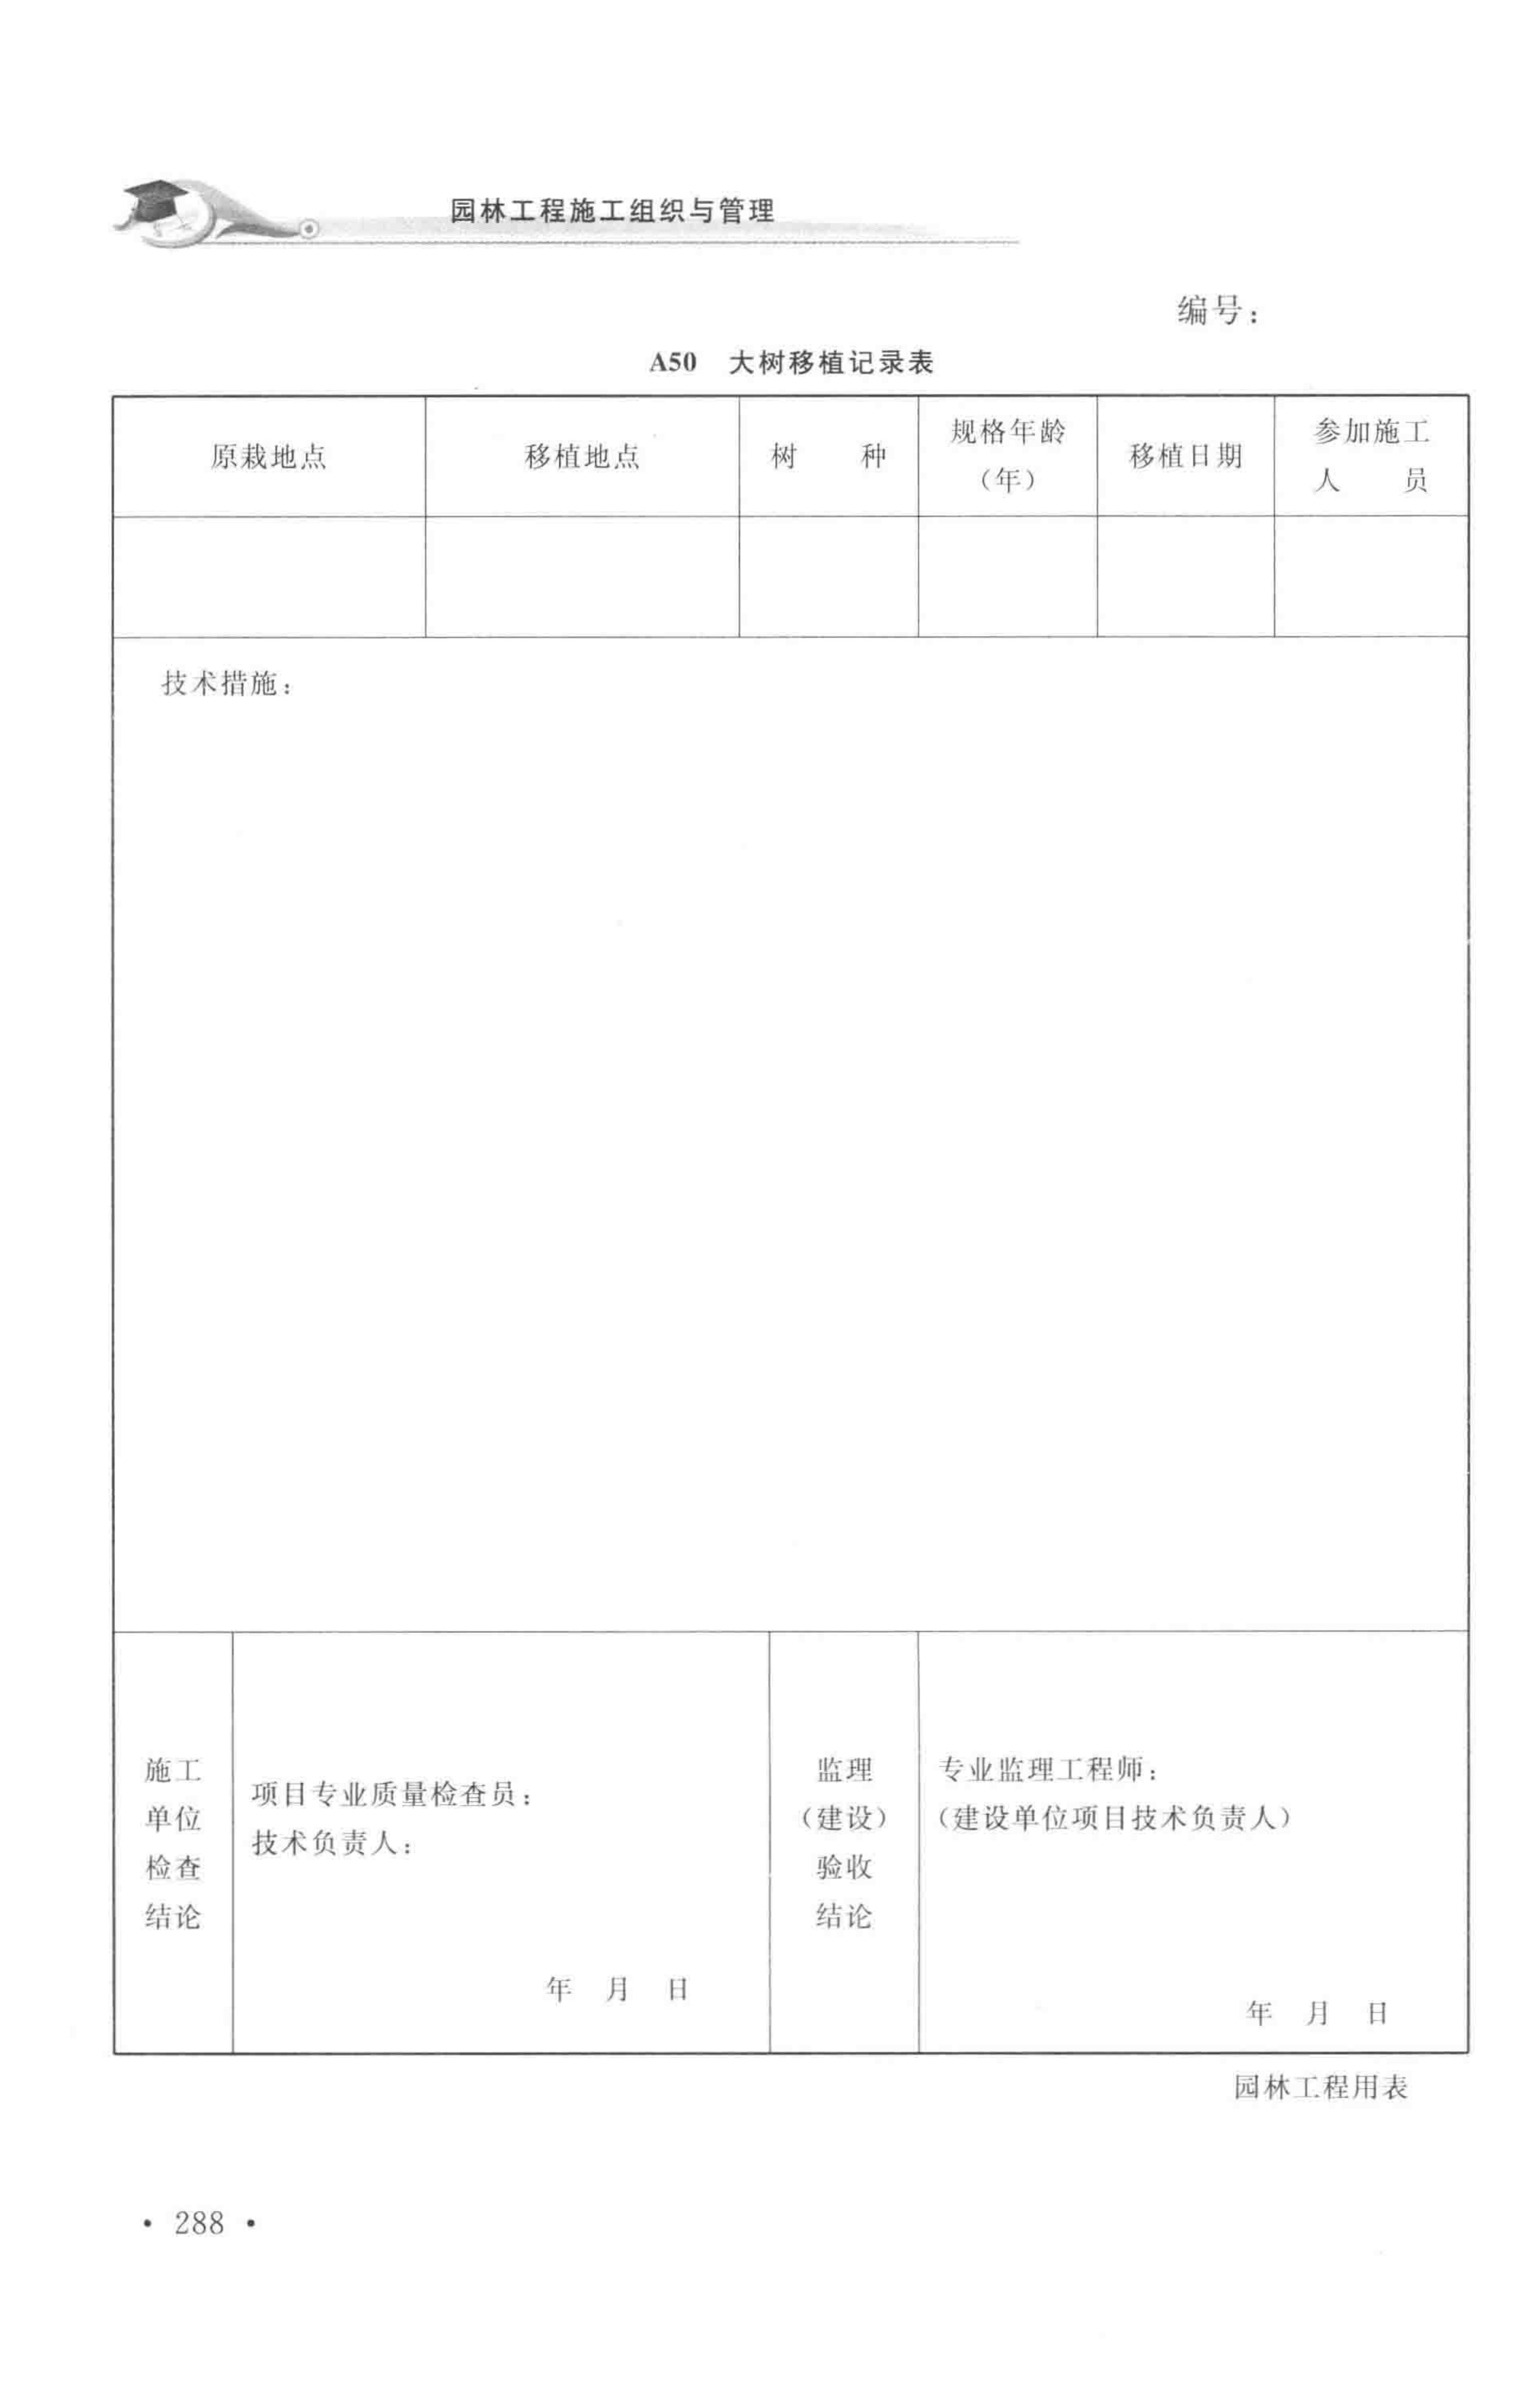 园林工程施工组织与管理
编号：
A50 大树移植记录表
原栽地点 移植地点 树 种 规格年龄（年） 移植日期 参加施工人 员
技术措施：
施工
单位
检查
结论
项目专业质量检查员：
技术负责人：
年 月 日
监理
（建设）
验收
结论
专业监理工程师：
（建设单位项目技术负责人）
年 月 日
园林工程用表
· 288 ·